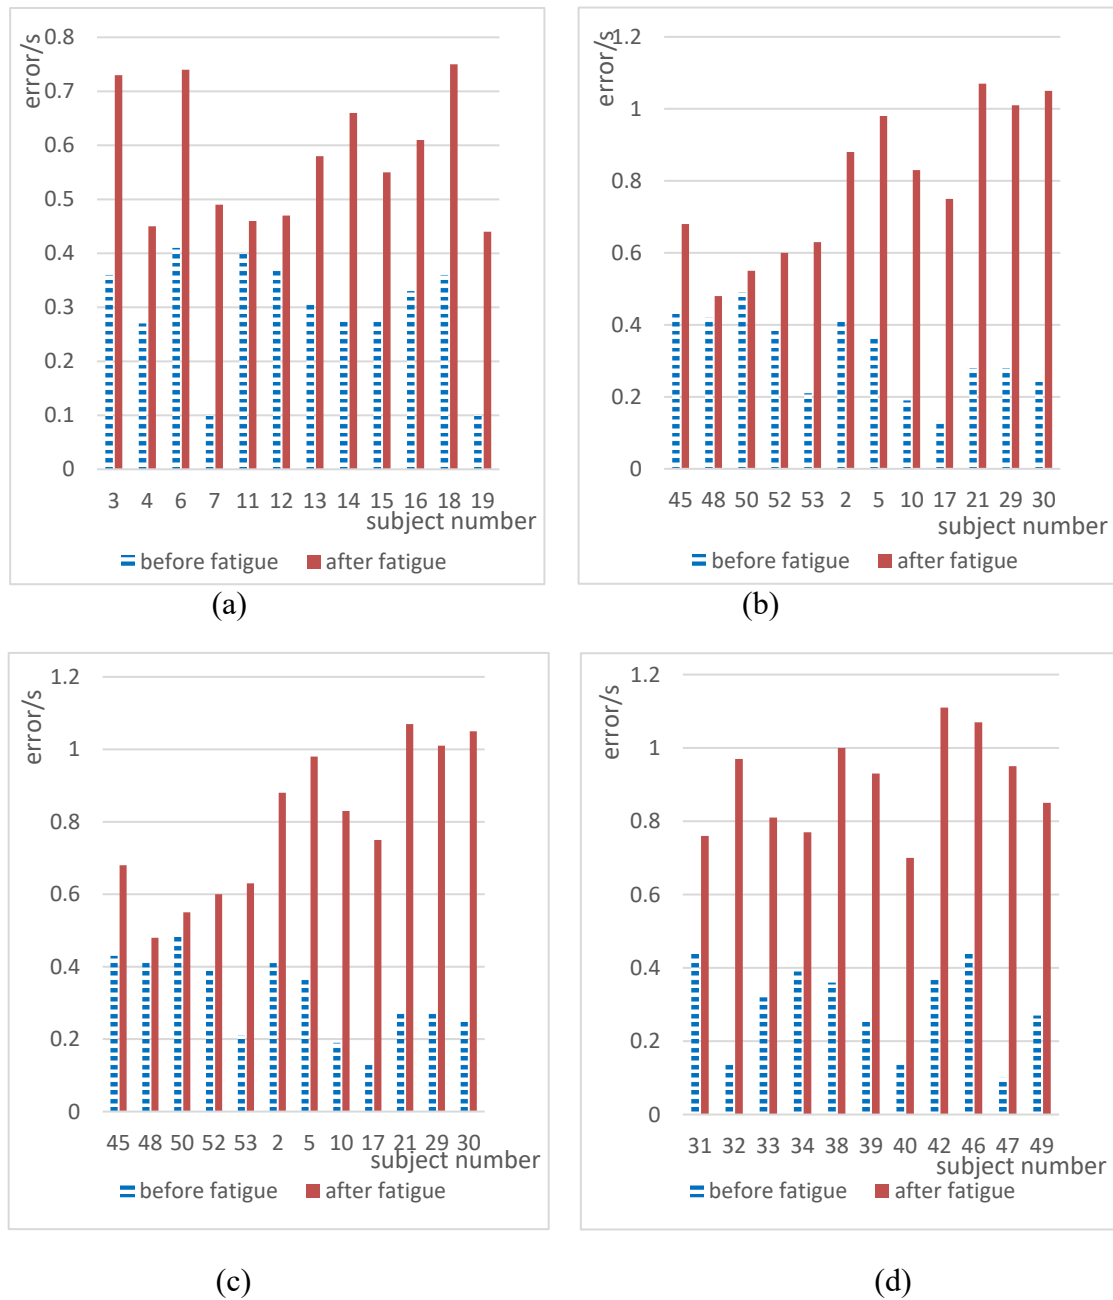 error/s
0.8
0.7
0.6
0.5
0.4
0.3
0.2
0.1
0
3 4 6 7 11 12 13 14 15 16 18 19
subject number
before fatigue after fatigue
(a)
error/s
1.2
1
0.8
0.6
0.4
0.2
0
45 48 50 52 53 2 5 10 17 21 29 30
subject number
before fatigue after fatigue
(b)
error/s
1.2
1
0.8
0.6
0.4
0.2
0
45 48 50 52 53 2 5 10 17 21 29 30
subject number
before fatigue after fatigue
(c)
error/s
1.2
1
0.8
0.6
0.4
0.2
0
31 32 33 34 38 39 40 42 46 47 49
subject number
before fatigue after fatigue
(d)